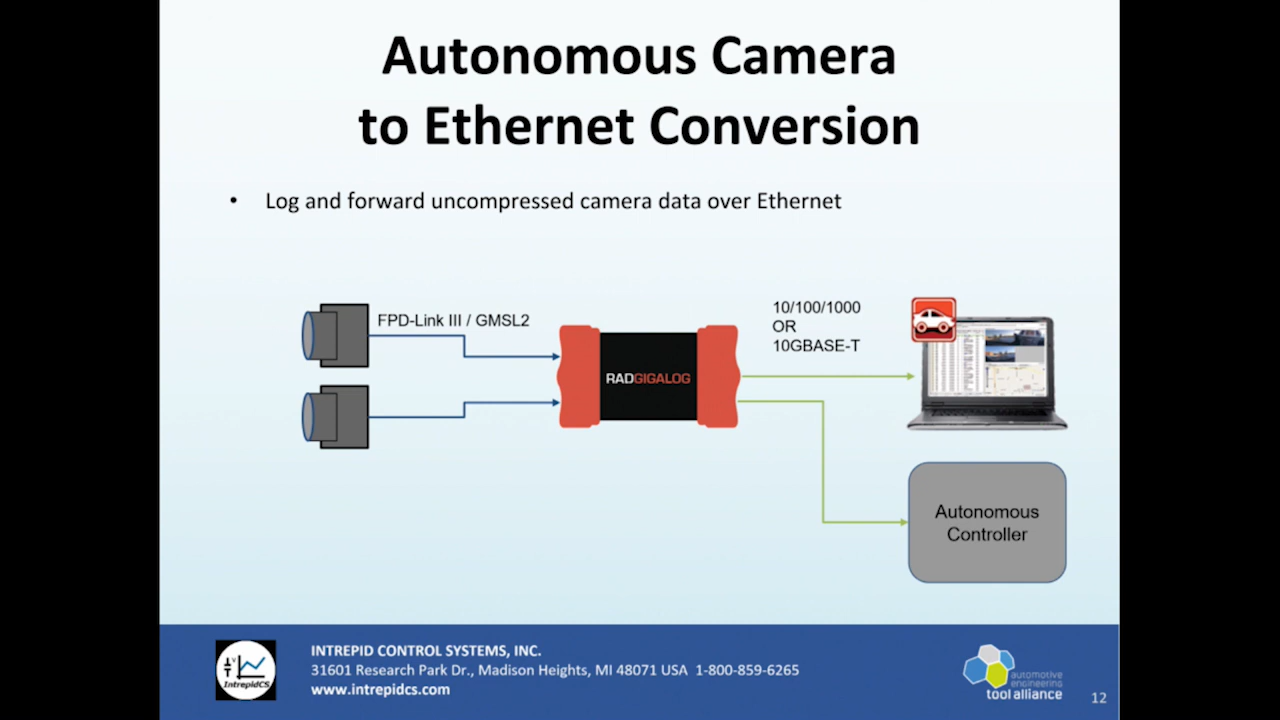 Autonomous Camera
to Ethernet Conversion
• Log and forward uncompressed camera data over Ethernet
FPD-Link III / GMSL2
10/100/1000
OR
10GBASE-T
RADGIGALOG
Autonomous
Controller
IntrepidCS
INTREPID CONTROL SYSTEMS, INC.
31601 Research Park Dr., Madison Heights, MI 48071 USA 1-800-859-6265
www.intrepidcs.com
automotive
engineering
tool alliance
12